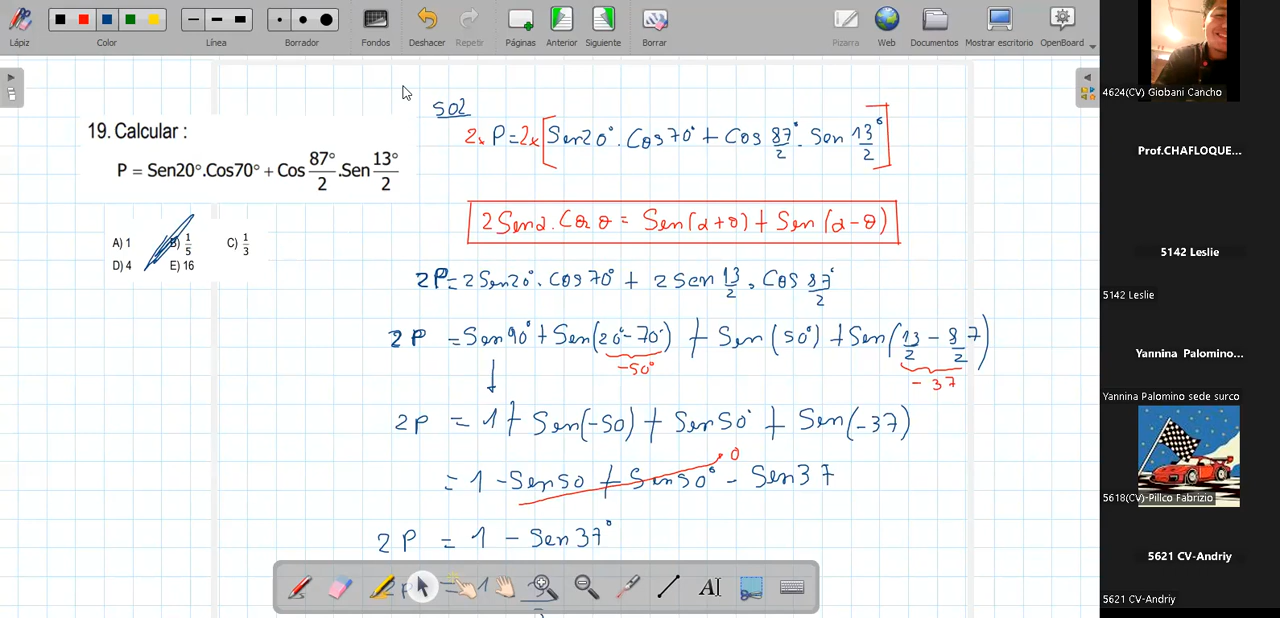 Lápiz
Color
Línea
Borrador
Fondos
Deshacer
Repetir
Páginas
Anterior
Siguiente
Borrar
Pizarra
Web
Documentos
Mostrar escritorio
OpenBoard
19. Calcular :
P = Sen20°.Cos70° + Cos 87°/2 .Sen 13°/2
A) 1 B) 1/5 C) 1/3
D) 4 E) 16
SOL
2x P = 2x [Sen20°. Cos70° + Cos 87°/2 . Sen 13°/2]
2Senα. Cos θ = Sen(α+θ) + Sen(α-θ)
2P = 2Sen20°. Cos70° + 2Sen 13/2 . Cos 87°/2
2P = Sen90° + Sen(20°-70°) + Sen(50°) + Sen(13/2 - 87/2)
-50° - 37
2P = 1 + Sen(-50) + Sen50° + Sen(-37)
0
= 1 - Sen50 + Sen50° - Sen37
2P = 1 - Sen37°
4624(CV) Giobani Cancho
Prof.CHAFLOQUE...
5142 Leslie
5142 Leslie
Yannina Palomino...
Yannina Palomino sede surco
5618(CV)-Pillco Fabrizio
5621 CV-Andriy
5621 CV-Andriy